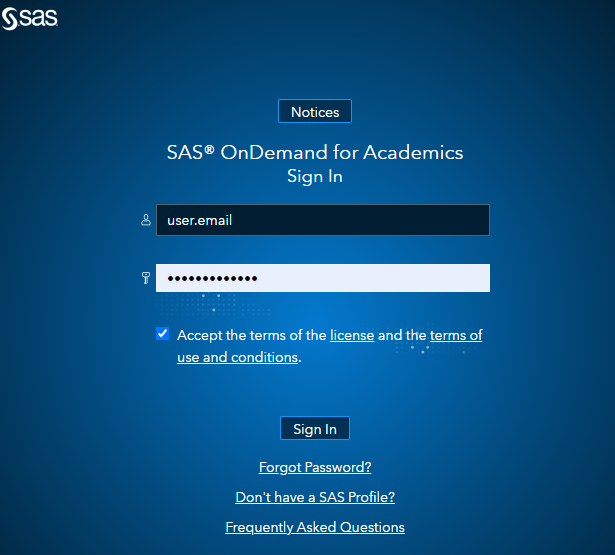 sas
Notices
SAS® OnDemand for Academics
Sign In
user.email
•••••••••••••
Accept the terms of the license and the terms of
use and conditions.
Sign In
Forgot Password?
Don't have a SAS Profile?
Frequently Asked Questions